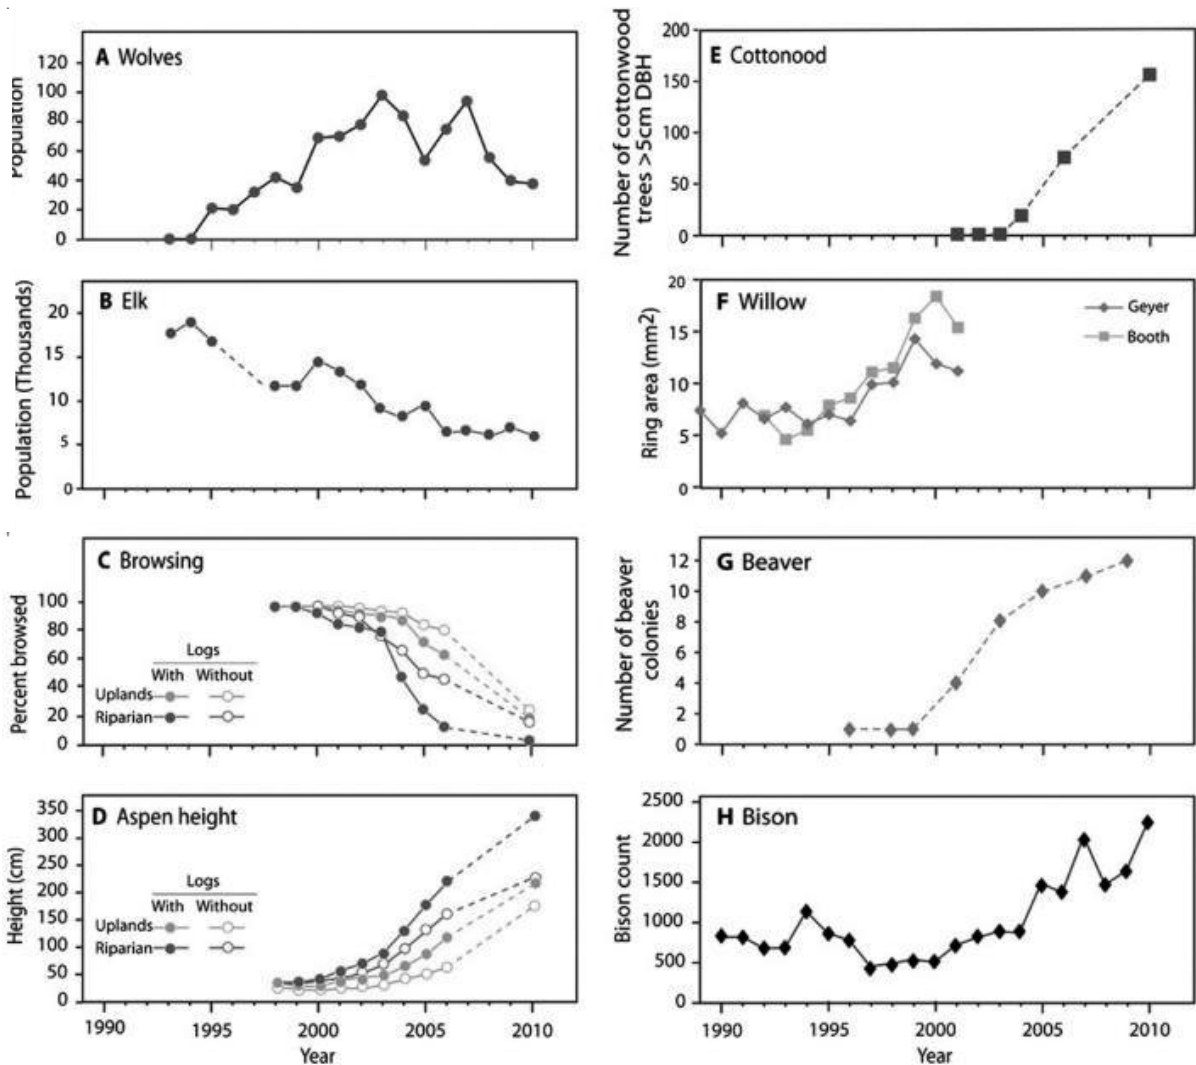 A Wolves
Population
120
100
80
60
40
20
0
B Elk
Population (Thousands)
20
15
10
5
0
C Browsing
Percent browsed
100
80
60
40
20
0
Logs
With Without
Uplands
Riparian
D Aspen height
Height (cm)
350
300
250
200
150
100
50
0
Logs
With Without
Uplands
Riparian
1990 1995 2000 2005 2010
Year
E Cottonood
Number of cottonwood
trees >5cm DBH
200
150
100
50
0
F Willow
Ring area (mm2)
20
15
10
5
0
Geyer
Booth
G Beaver
Number of beaver
colonies
12
10
8
6
4
2
0
H Bison
Bison count
2500
2000
1500
1000
500
0
1990 1995 2000 2005 2010
Year